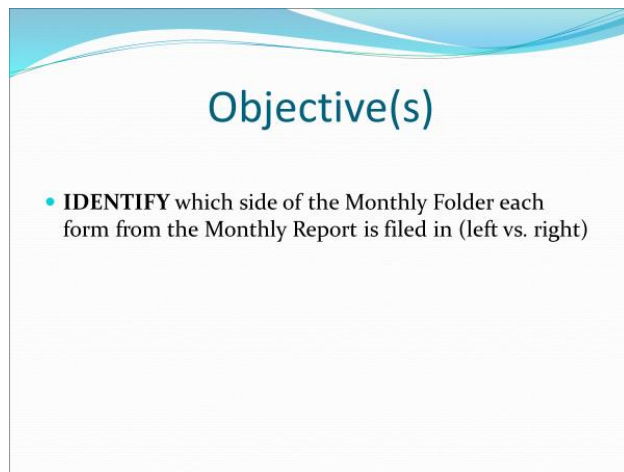 Objective(s)
• IDENTIFY which side of the Monthly Folder each
form from the Monthly Report is filed in (left vs. right)